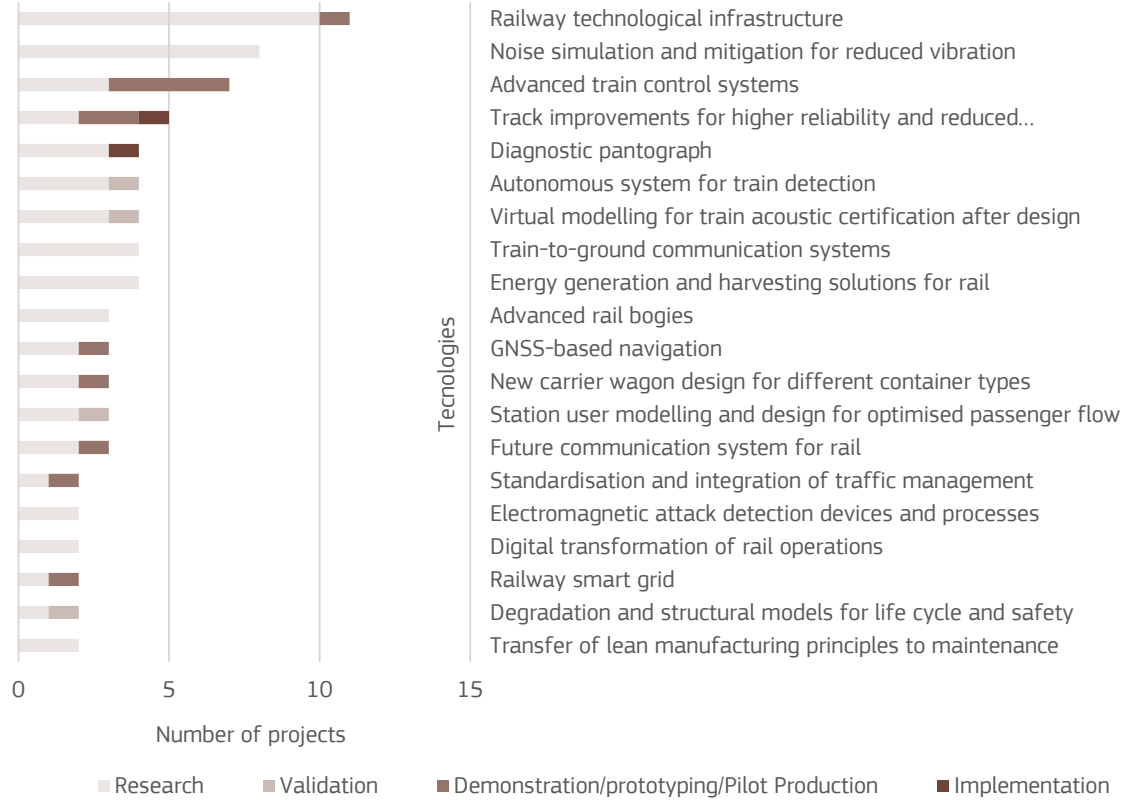 Railway technological infrastructure
Noise simulation and mitigation for reduced vibration
Advanced train control systems
Track improvements for higher reliability and reduced...
Diagnostic pantograph
Autonomous system for train detection
Virtual modelling for train acoustic certification after design
Train-to-ground communication systems
Energy generation and harvesting solutions for rail
Advanced rail bogies
GNSS-based navigation
New carrier wagon design for different container types
Station user modelling and design for optimised passenger flow
Future communication system for rail
Standardisation and integration of traffic management
Electromagnetic attack detection devices and processes
Digital transformation of rail operations
Railway smart grid
Degradation and structural models for life cycle and safety
Transfer of lean manufacturing principles to maintenance
Tecnologies
0 5 10 15
Number of projects
Research Validation Demonstration/prototyping/Pilot Production Implementation